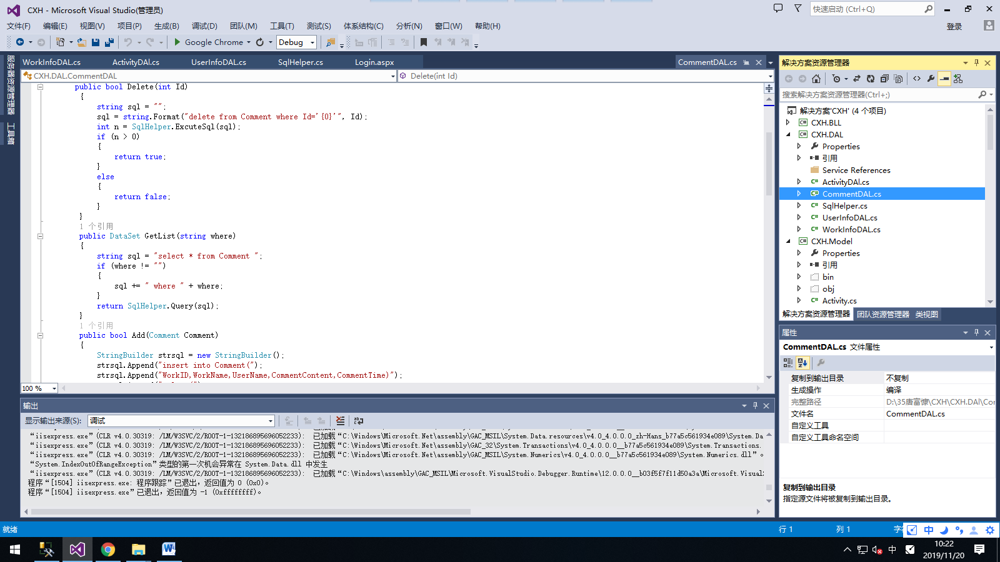 CXH - Microsoft Visual Studio(管理员)
快速启动 (Ctrl+Q)
文件(F) 编辑(E) 视图(V) 项目(P) 生成(B) 调试(D) 团队(M) 工具(T) 测试(S) 体系结构(C) 分析(N) 窗口(W) 帮助(H)
登录
Google Chrome Debug
服务器资源管理器
工具箱
WorkInfoDAL.cs ActivityDAl.cs UserInfoDAL.cs SqlHelper.cs Login.aspx CommentDAL.cs
CXH.DAL.CommentDAL Delete(int Id)
public bool Delete(int Id)
{
string sql = "";
sql = string.Format("delete from Comment where Id='{0}'", Id);
int n = SqlHelper.ExcuteSql(sql);
if (n > 0)
{
return true;
}
else
{
return false;
}
}
1 个引用
public DataSet GetList(string where)
{
string sql = "select * from Comment ";
if (where != "")
{
sql += " where " + where;
}
return SqlHelper.Query(sql);
}
1 个引用
public bool Add(Comment Comment)
{
StringBuilder strsql = new StringBuilder();
strsql.Append("insert into Comment(");
strsql.Append("WorkID,WorkName,UserName,CommentContent,CommentTime)");
100 %
输出
显示输出来源(S): 调试
“iisexpress.exe”(CLR v4.0.30319: /LM/W3SVC/2/ROOT-1-132186895696052233): 已加载“C:\Windows\Microsoft.Net\assembly\GAC_MSIL\System.Data.resources\v4.0_4.0.0.0_zh-Hans_b77a5c561934e089\System.Da
“iisexpress.exe”(CLR v4.0.30319: /LM/W3SVC/2/ROOT-1-132186895696052233): 已加载“C:\Windows\Microsoft.Net\assembly\GAC_32\System.Transactions\v4.0_4.0.0.0__b77a5c561934e089\System.Transactions.
“iisexpress.exe”(CLR v4.0.30319: /LM/W3SVC/2/ROOT-1-132186895696052233): 已加载“C:\Windows\Microsoft.Net\assembly\GAC_MSIL\System.Numerics\v4.0_4.0.0.0__b77a5c561934e089\System.Numerics.dll”。
“System.IndexOutOfRangeException”类型的第一次机会异常在 System.Data.dll 中发生
“iisexpress.exe”(CLR v4.0.30319: /LM/W3SVC/2/ROOT-1-132186895696052233): 已加载“C:\Windows\assembly\GAC_MSIL\Microsoft.VisualStudio.Debugger.Runtime\12.0.0.0__b03f5f7f11d50a3a\Microsoft.Visual
程序“[1504] iisexpress.exe: 程序跟踪”已退出，返回值为 0 (0x0)。
程序“[1504] iisexpress.exe”已退出，返回值为 -1 (0xffffffff)。
解决方案资源管理器
搜索解决方案资源管理器(Ctrl+;)
解决方案'CXH' (4 个项目)
CXH.BLL
CXH.DAL
Properties
引用
Service References
ActivityDAl.cs
CommentDAL.cs
SqlHelper.cs
UserInfoDAL.cs
WorkInfoDAL.cs
CXH.Model
Properties
引用
bin
obj
Activity.cs
解决方案资源管理器 团队资源管理器 类视图
属性
CommentDAL.cs 文件属性
复制到输出目录 不复制
生成操作 编译
完整路径 D:\35唐富慷\CXH\CXH.DAl\Co
文件名 CommentDAL.cs
自定义工具
自定义工具命名空间
复制到输出目录
指定源文件将被复制到输出目录。
就绪 行 1 列 1
中
中
10:22
2019/11/20